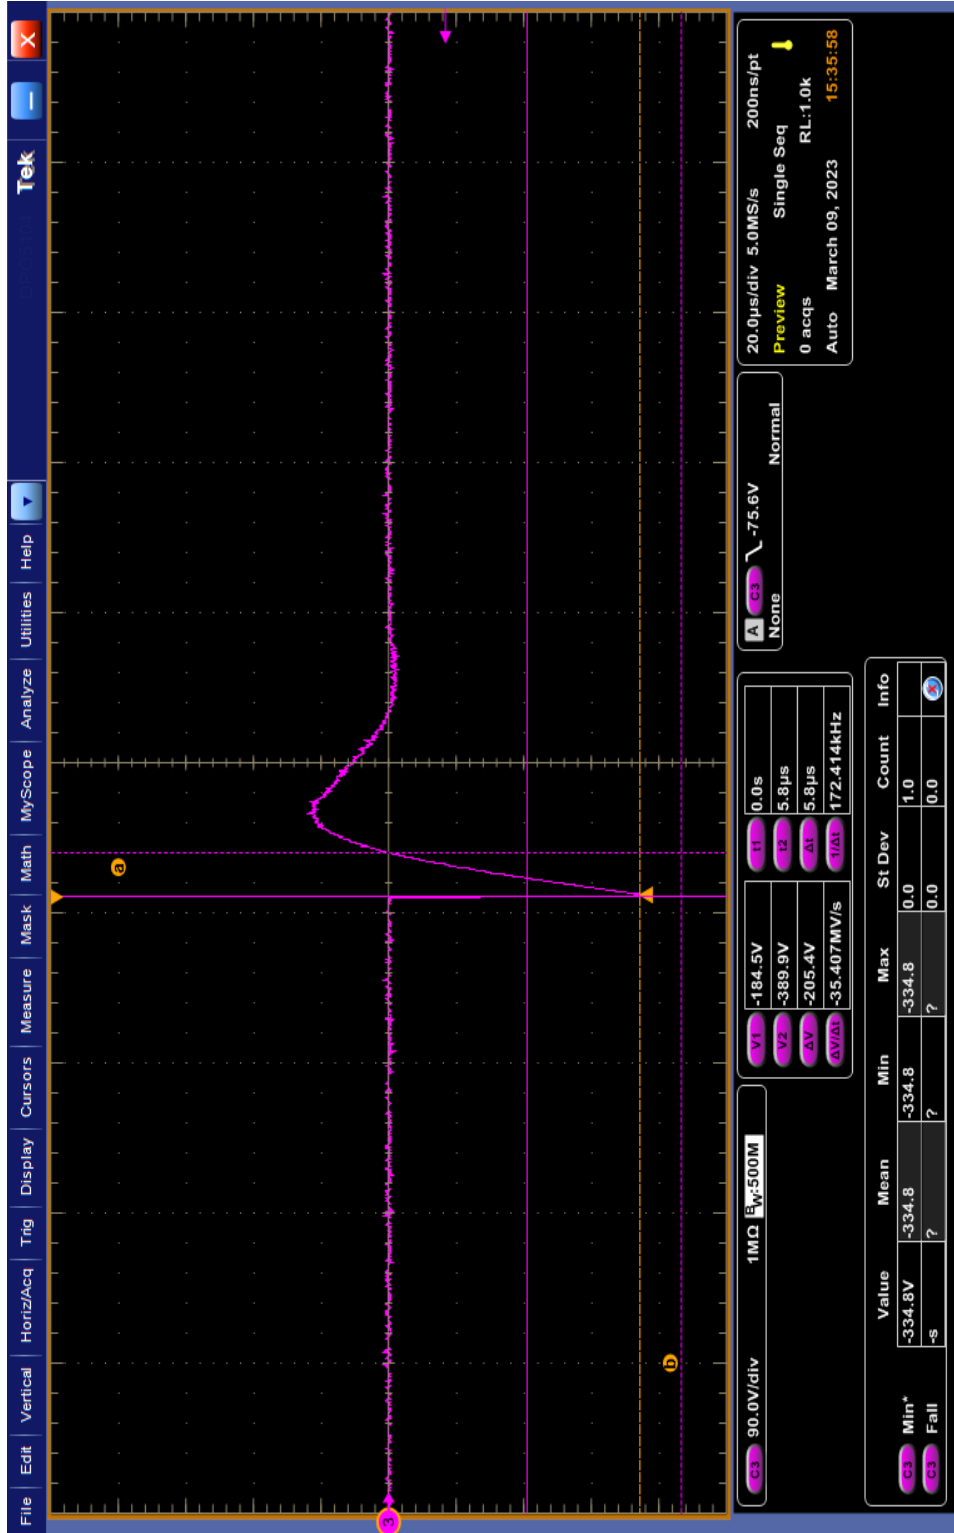 File Edit Vertical Horiz/Acq Trig Display Cursors Measure Mask Math MyScope Analyze Utilities Help
Tek
X
a
b
3
C3 90.0V/div 1MΩ BW:500M
V1 -184.5V
V2 -389.9V
ΔV -205.4V
ΔV/Δt -35.407MV/s
t1 0.0s
t2 5.8µs
Δt 5.8µs
1/Δt 172.414kHz
A C3 -75.6V
None Normal
20.0µs/div 5.0MS/s 200ns/pt
Preview Single Seq
0 acqs RL:1.0k
Auto March 09, 2023 15:35:58
Value Mean Min Max St Dev Count Info
C3 Min* -334.8V -334.8 -334.8 -334.8 0.0 1.0
C3 Fall -s ? ? ? 0.0 0.0